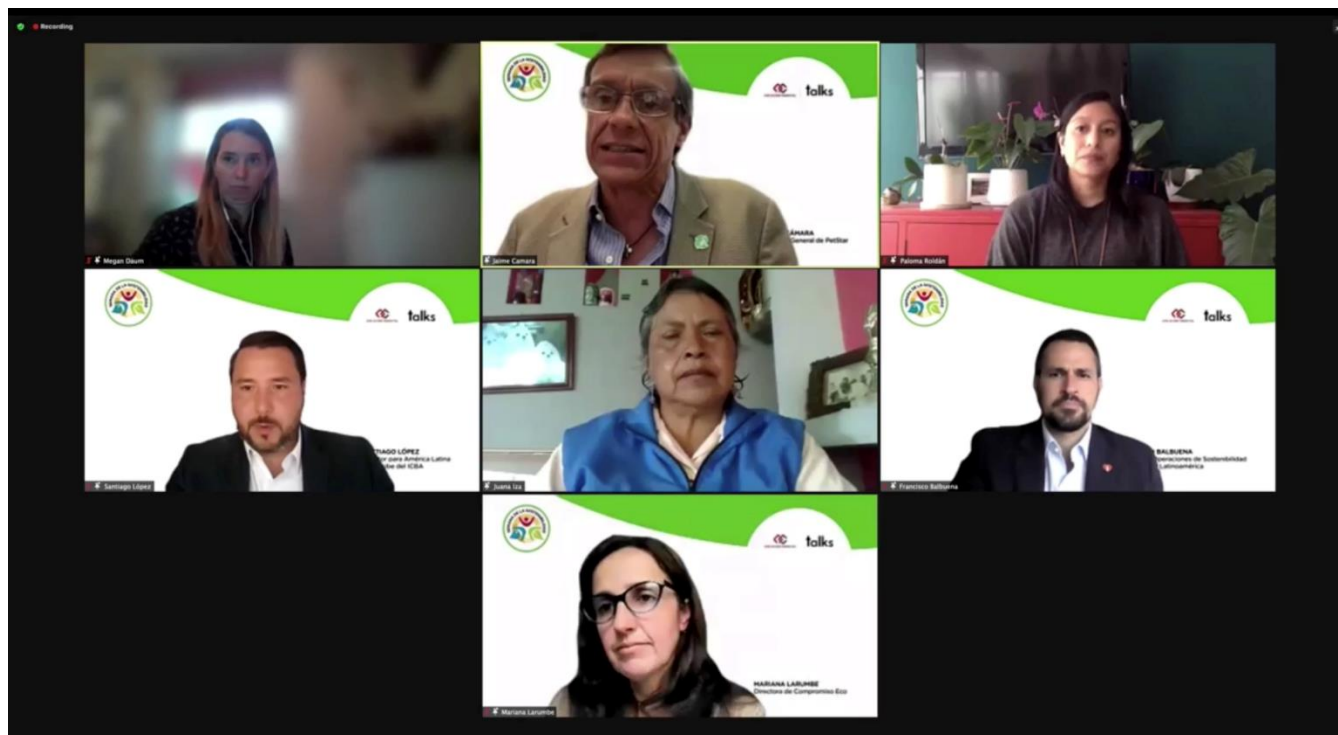 Recording
talks
ÁMARA
General de PetStar
Megan Daum
Jaime Camara
Paloma Roldán
talks
TIAGO LÓPEZ
or para América Latina
ibe del ICBA
talks
BALBUENA
peraciones de Sostenibilidad
Latinoamérica
Santiago López
Juana Iza
Francisco Balbuena
talks
MARIANA LARUMBE
Directora de Compromiso Eco
Mariana Larumbe